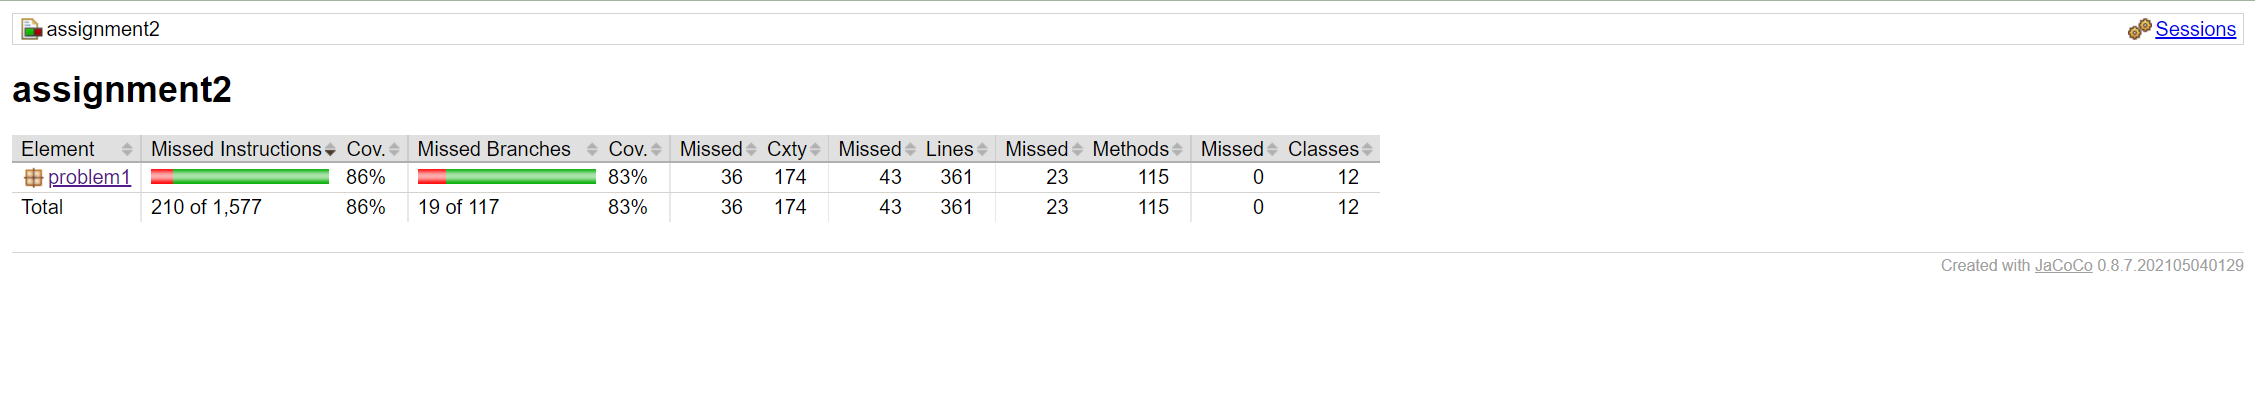 assignment2 Sessions
assignment2
Element Missed Instructions Cov. Missed Branches Cov. Missed Cxty Missed Lines Missed Methods Missed Classes
problem1 86% 83% 36 174 43 361 23 115 0 12
Total 210 of 1,577 86% 19 of 117 83% 36 174 43 361 23 115 0 12
Created with JaCoCo 0.8.7.202105040129